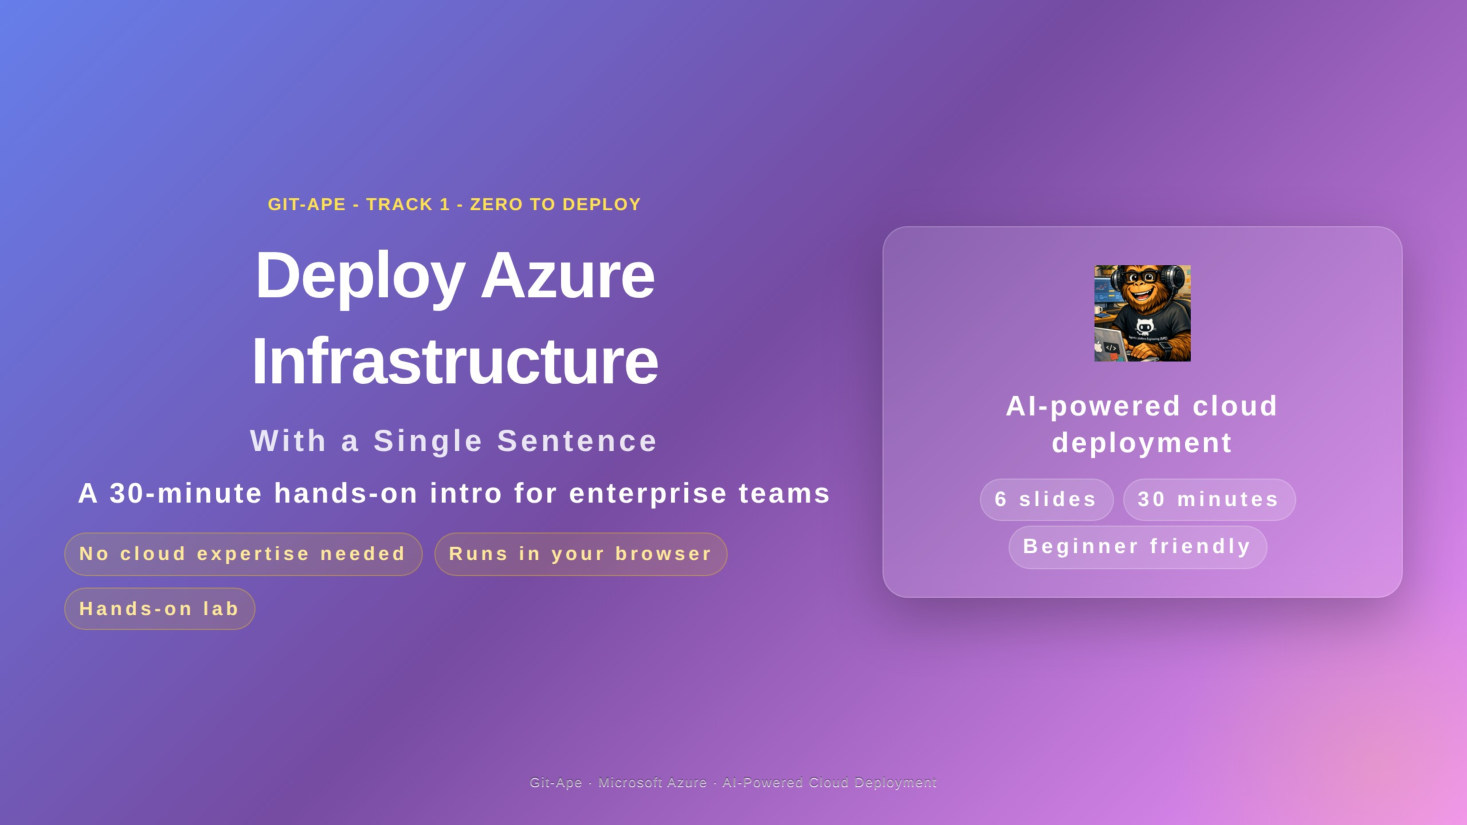 GIT-APE - TRACK 1 - ZERO TO DEPLOY
Deploy Azure
Infrastructure
With a Single Sentence
A 30-minute hands-on intro for enterprise teams
No cloud expertise needed
Runs in your browser
Hands-on lab
</>
AI-powered cloud
deployment
6 slides
30 minutes
Beginner friendly
Git-Ape - Microsoft Azure - AI-Powered Cloud Deployment